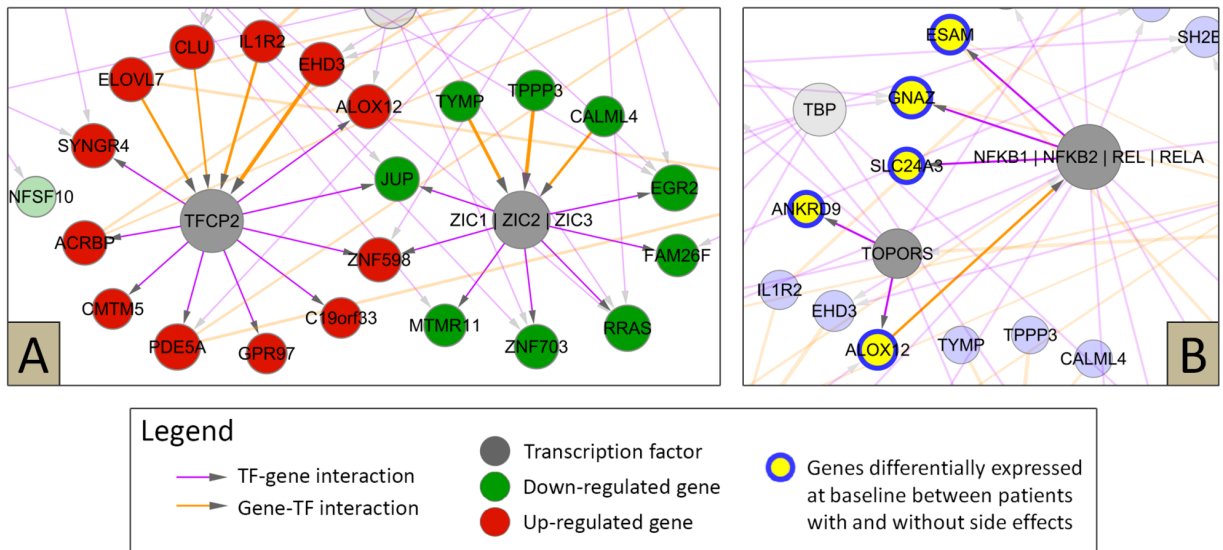 CLU
IL1R2
EHD3
ELOVL7
ALOX12
TYMP
TPPP3
CALML4
SYNGR4
JUP
EGR2
NFSF10
TFCP2
ZIC1 | ZIC2 | ZIC3
ACRBP
ZNF598
FAM26F
CMTM5
C19orf33
MTMR11
RRAS
PDE5A
GPR97
ZNF703
A
ESAM
SH2B
GNAZ
TBP
SLC24A3
NFKB1 | NFKB2 | REL | RELA
ANKRD9
TOPORS
IL1R2
EHD3
ALOX12
TYMP
TPPP3
CALML4
B
Legend
TF-gene interaction
Gene-TF interaction
Transcription factor
Down-regulated gene
Up-regulated gene
Genes differentially expressed
at baseline between patients
with and without side effects